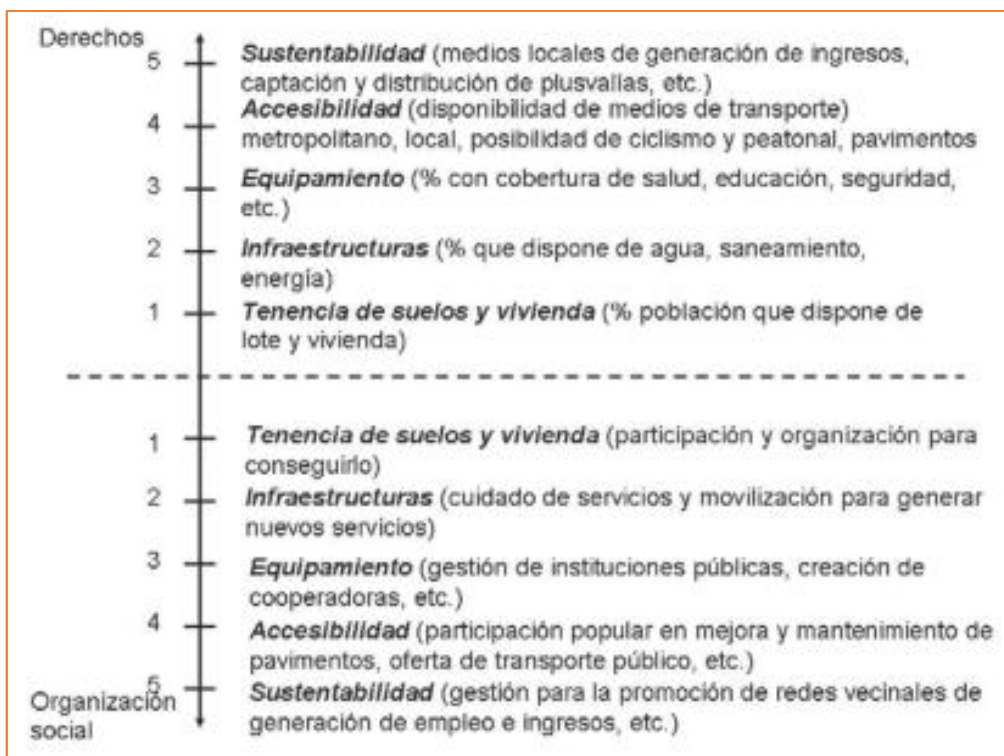 Derechos
5 Sustentabilidad (medios locales de generación de ingresos,
captación y distribución de plusvallas, etc.)
4 Accesibilidad (disponibilidad de medios de transporte)
metropolitano, local, posibilidad de ciclismo y peatonal, pavimentos
3 Equipamiento (% con cobertura de salud, educación, seguridad,
etc.)
2 Infraestructuras (% que dispone de agua, saneamiento,
energía)
1 Tenencia de suelos y vivienda (% población que dispone de
lote y vivienda)
1 Tenencia de suelos y vivienda (participación y organización para
conseguirlo)
2 Infraestructuras (cuidado de servicios y movilización para generar
nuevos servicios)
3 Equipamiento (gestión de instituciones públicas, creación de
cooperadoras, etc.)
4 Accesibilidad (participación popular en mejora y mantenimiento de
pavimentos, oferta de transporte público, etc.)
5 Sustentabilidad (gestión para la promoción de redes vecinales de
generación de empleo e ingresos, etc.)
Organización
social